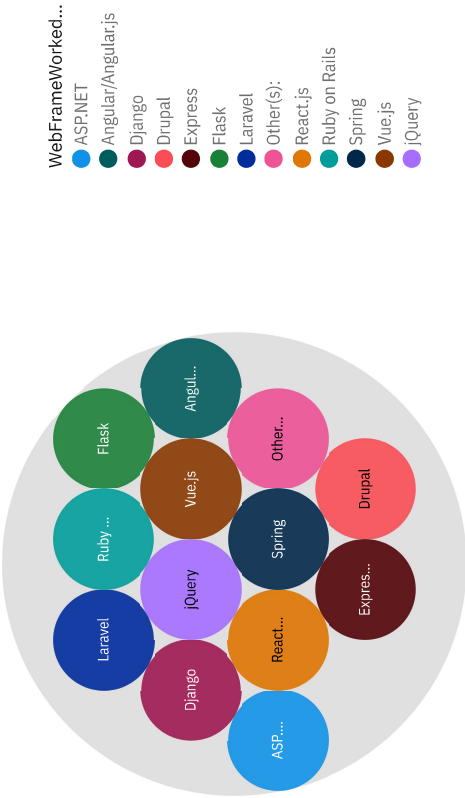 WebFrameWorked...
ASP.NET
Angular/Angular.js
Django
Drupal
Express
Flask
Laravel
Other(s):
React.js
Ruby on Rails
Spring
Vue.js
jQuery
Flask
Ruby ...
Laravel
Angul...
Vue.js
jQuery
Django
Other...
Spring
React...
ASP....
Drupal
Expres...